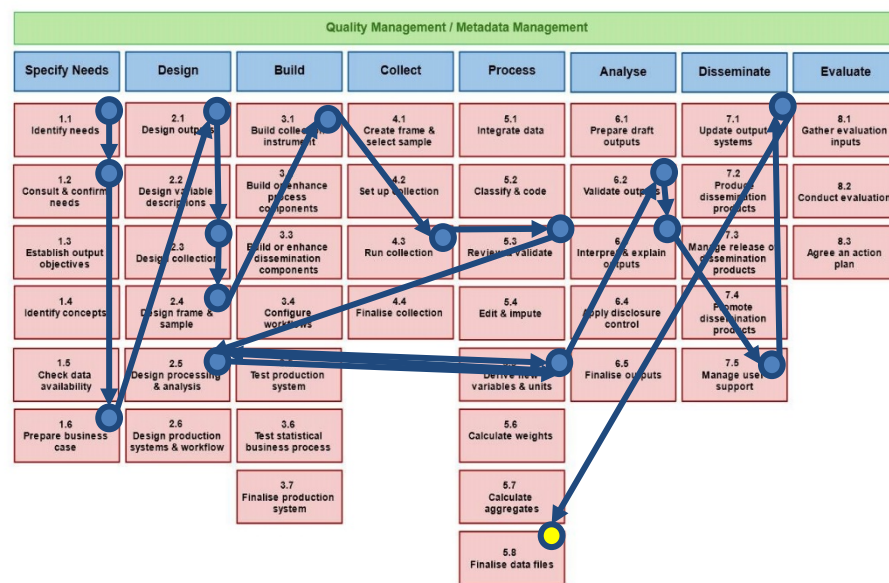 Quality Management / Metadata Management
Specify Needs
1.1
Identify needs
1.2
Consult & confirm
needs
1.3
Establish output
objectives
1.4
Identify concepts
1.5
Check data
availability
1.6
Prepare business
case
Design
2.1
Design outputs
2.2
Design variable
descriptions
2.3
Design collection
2.4
Design frame &
sample
2.5
Design processing
& analysis
2.6
Design production
systems & workflow
Build
3.1
Build collection
instrument
Build or enhance
process
components
3.3
Build or enhance
dissemination
components
3.4
Configure
workflows
Test production
system
3.6
Test statistical
business process
3.7
Finalise production
system
Collect
4.1
Create frame &
select sample
4.2
Set up collection
4.3
Run collection
4.4
Finalise collection
Process
5.1
Integrate data
5.2
Classify & code
5.3
Review & validate
5.4
Edit & impute
Derive new
variables & units
5.6
Calculate weights
5.7
Calculate
aggregates
5.8
Finalise data files
Analyse
6.1
Prepare draft
outputs
6.2
Validate outputs
Interpret & explain
outputs
6.4
Apply disclosure
control
6.5
Finalise outputs
Disseminate
7.1
Update output
systems
7.2
Produce
dissemination
products
7.3
Manage release of
dissemination
products
7.4
Promote
dissemination
products
7.5
Manage user
support
Evaluate
8.1
Gather evaluation
inputs
8.2
Conduct evaluation
8.3
Agree an action
plan